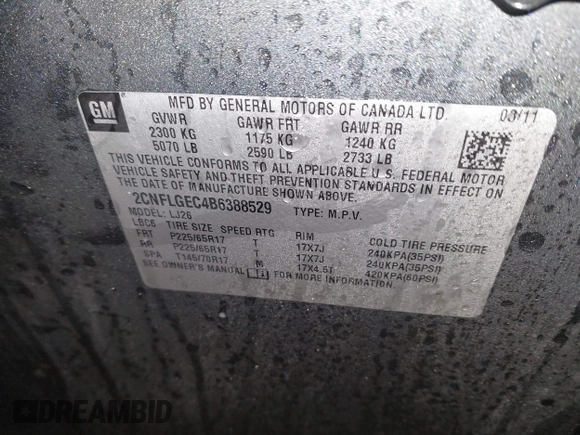 GM
MFD BY GENERAL MOTORS OF CANADA LTD. 03/11
GVWR GAWR FRT GAWR RR
2300 KG 1175 KG 1240 KG
5070 LB 2590 LB 2733 LB
THIS VEHICLE CONFORMS TO ALL APPLICABLE U.S. FEDERAL MOTOR
VEHICLE SAFETY AND THEFT PREVENTION STANDARDS IN EFFECT ON
THE DATE OF MANUFACTURE SHOWN ABOVE.
2CNFLGEC4B6388529 TYPE: M.P.V.
MODEL: LJ26
LBC6 TIRE SIZE SPEED RTG RIM COLD TIRE PRESSURE
FRT P225/65R17 T 17X7J 240KPA(35PSI)
RR P225/65R17 T 17X7J 240KPA(35PSI)
SPA T145/70R17 M 17X4.5T 420KPA(60PSI)
SEE OWNER'S MANUAL FOR MORE INFORMATION
DREAMBID